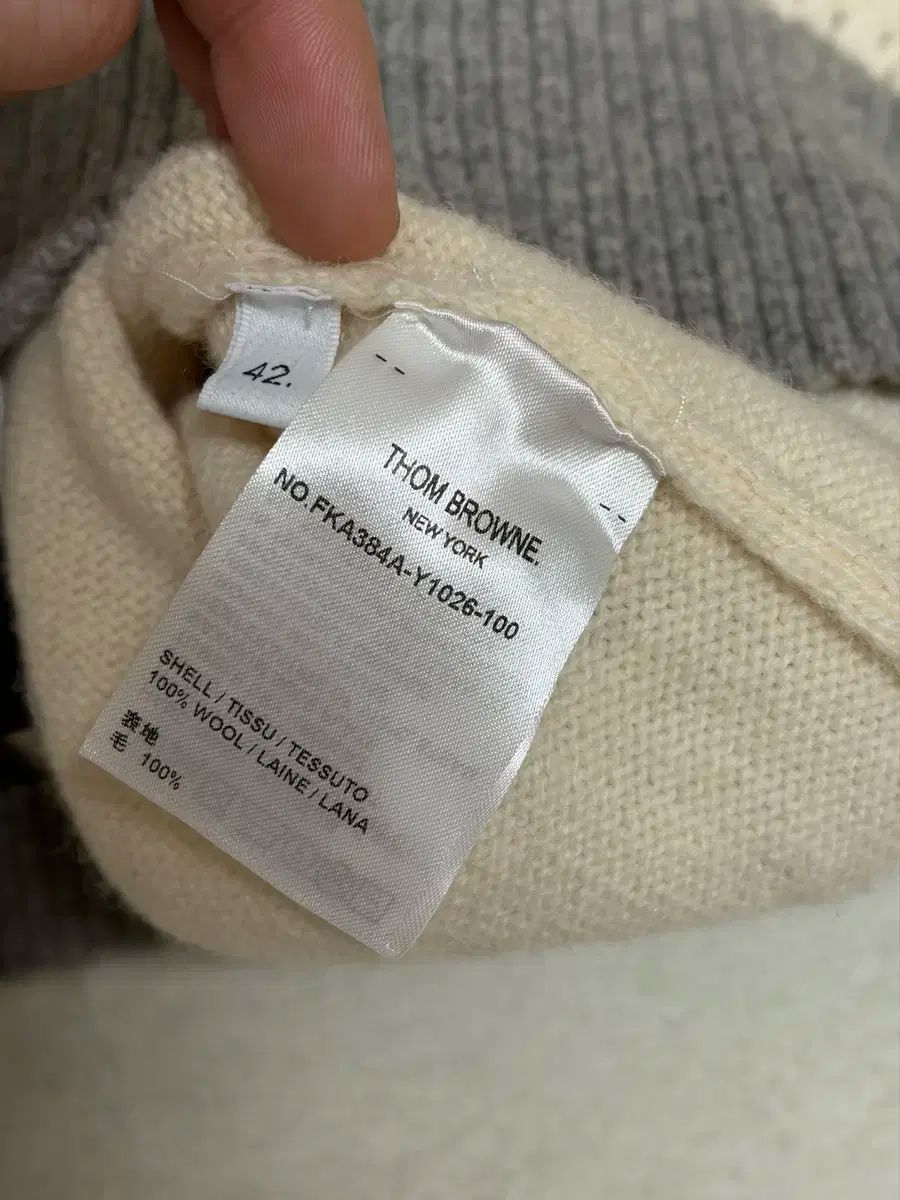 42.
THOM BROWNE.
NEW YORK
NO.FKA384A-Y1026-100
SHELL / TISSU / TESSUTO
100% WOOL / LAINE / LANA
表地
毛 100%